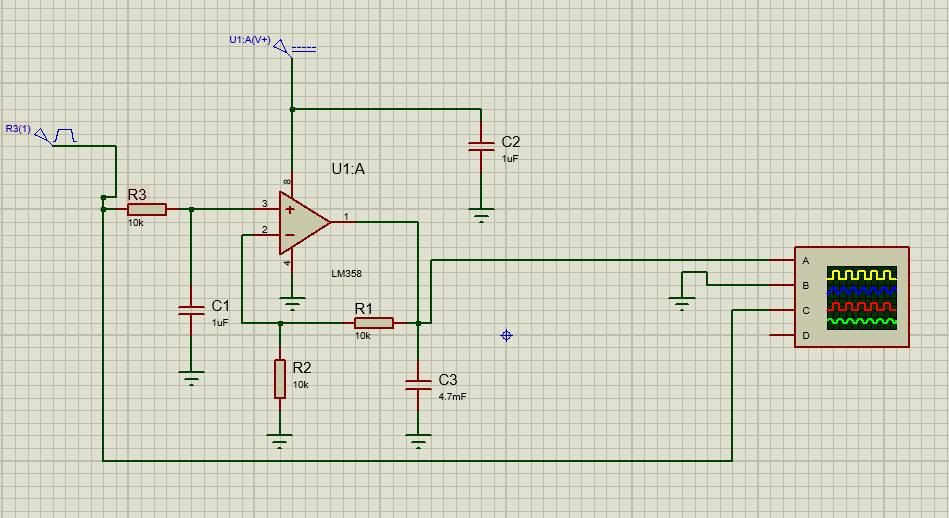 U1:A(V+)
R3(1)
C2
1uF
U1:A
R3
10k
8
3
2
1
4
LM358
C1
1uF
R1
10k
R2
10k
C3
4.7mF
A
B
C
D